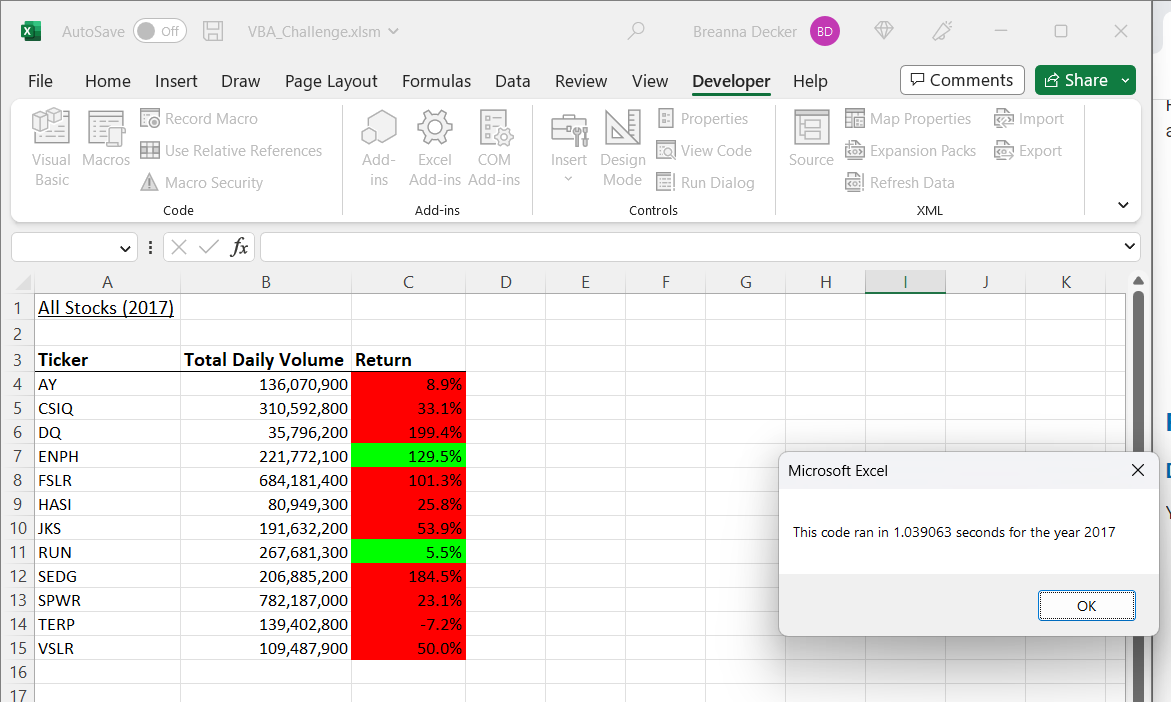 AutoSave Off VBA_Challenge.xlsm Breanna Decker BD
File Home Insert Draw Page Layout Formulas Data Review View Developer Help Comments Share
Visual Basic
Macros
Record Macro
Use Relative References
Macro Security
Code
Add-ins
Excel Add-ins
COM Add-ins
Add-ins
Insert
Design Mode
Properties
View Code
Run Dialog
Controls
Source
Map Properties
Expansion Packs
Refresh Data
Import
Export
XML
fx
A B C D E F G H I J K
1 All Stocks (2017)
2
3 Ticker Total Daily Volume Return
4 AY 136,070,900 8.9%
5 CSIQ 310,592,800 33.1%
6 DQ 35,796,200 199.4%
7 ENPH 221,772,100 129.5%
8 FSLR 684,181,400 101.3%
9 HASI 80,949,300 25.8%
10 JKS 191,632,200 53.9%
11 RUN 267,681,300 5.5%
12 SEDG 206,885,200 184.5%
13 SPWR 782,187,000 23.1%
14 TERP 139,402,800 -7.2%
15 VSLR 109,487,900 50.0%
16
17
Microsoft Excel
This code ran in 1.039063 seconds for the year 2017
OK